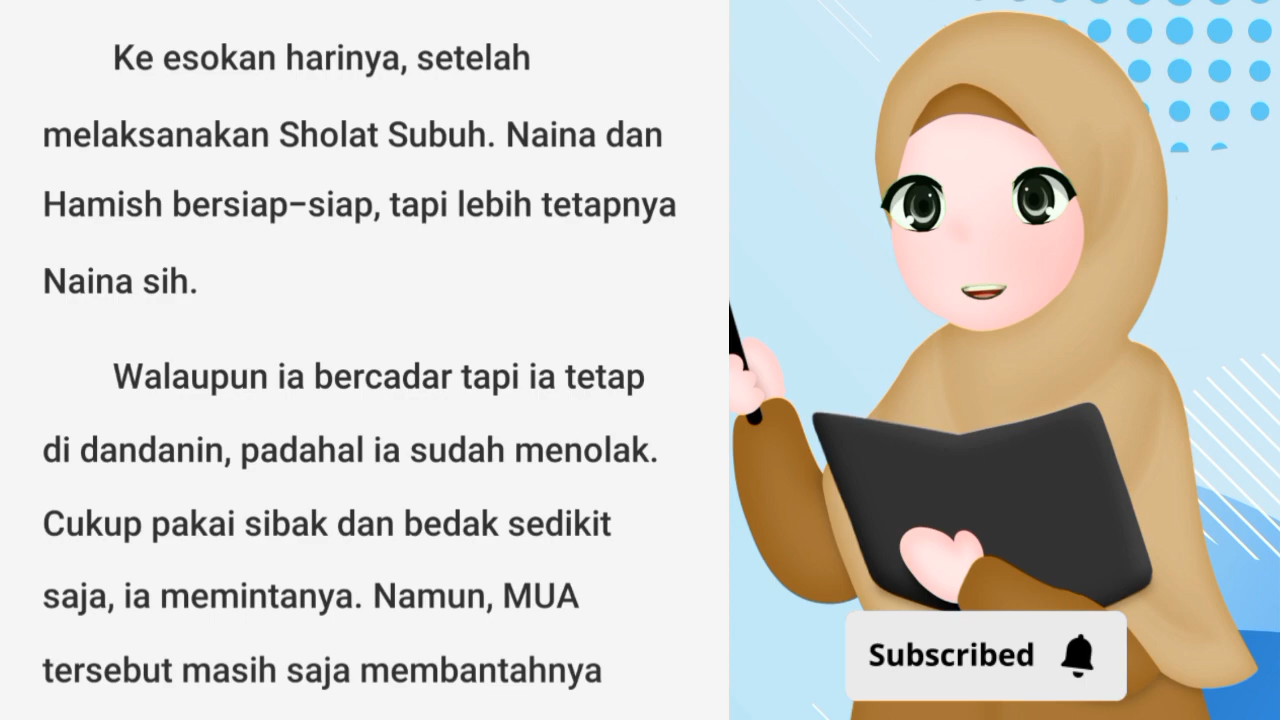 Ke esokan harinya, setelah
melaksanakan Sholat Subuh. Naina dan
Hamish bersiap-siap, tapi lebih tetapnya
Naina sih.
Walaupun ia bercadar tapi ia tetap
di dandanin, padahal ia sudah menolak.
Cukup pakai sibak dan bedak sedikit
saja, ia memintanya. Namun, MUA
tersebut masih saja membantahnya
Subscribed